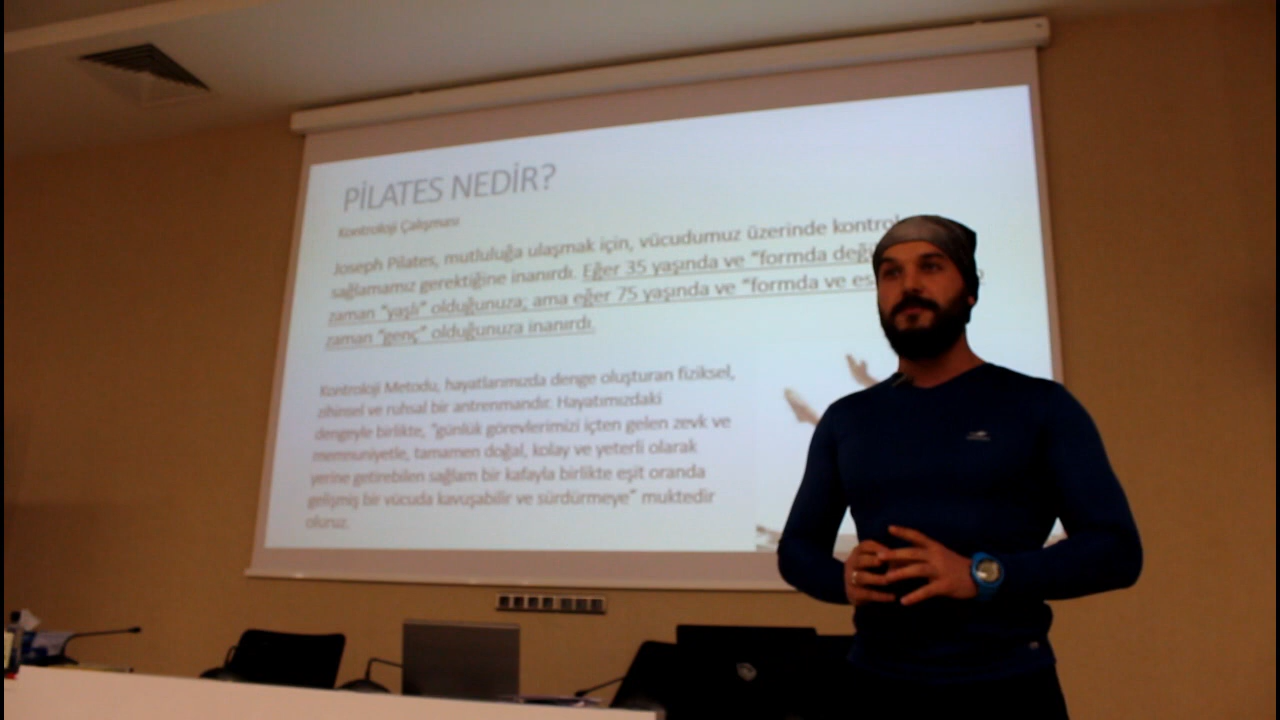 PİLATES NEDİR?
Kontroloji Çalışması
Joseph Pilates, mutluluğa ulaşmak için, vücudumuz üzerinde kontrol
sağlamamız gerektiğine inanırdı. Eğer 35 yaşında ve "formda deği
zaman "yaşlı" olduğunuza; ama eğer 75 yaşında ve "formda ve es
zaman "genç" olduğunuza inanırdı.
Kontroloji Metodu, hayatlarımızda denge oluşturan fiziksel,
zihinsel ve ruhsal bir antrenmandır. Hayatımızdaki
dengeyle birlikte, "günlük görevlerimizi içten gelen zevk ve
memnuniyetle, tamamen doğal, kolay ve yeterli olarak
yerine getirebilen sağlam bir kafayla birlikte eşit oranda
gelişmiş bir vücuda kavuşabilir ve sürdürmeye" muktedir
oluruz.